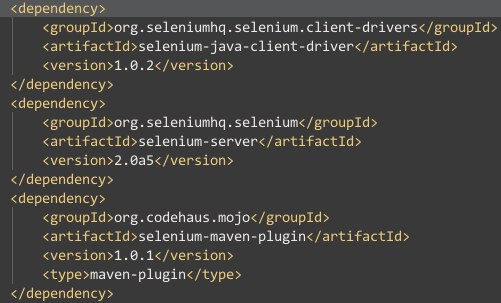 <dependency>
<groupId>org.seleniumhq.selenium.client-drivers</groupId>
<artifactId>selenium-java-client-driver</artifactId>
<version>1.0.2</version>
</dependency>
<dependency>
<groupId>org.seleniumhq.selenium</groupId>
<artifactId>selenium-server</artifactId>
<version>2.0a5</version>
</dependency>
<dependency>
<groupId>org.codehaus.mojo</groupId>
<artifactId>selenium-maven-plugin</artifactId>
<version>1.0.1</version>
<type>maven-plugin</type>
</dependency>